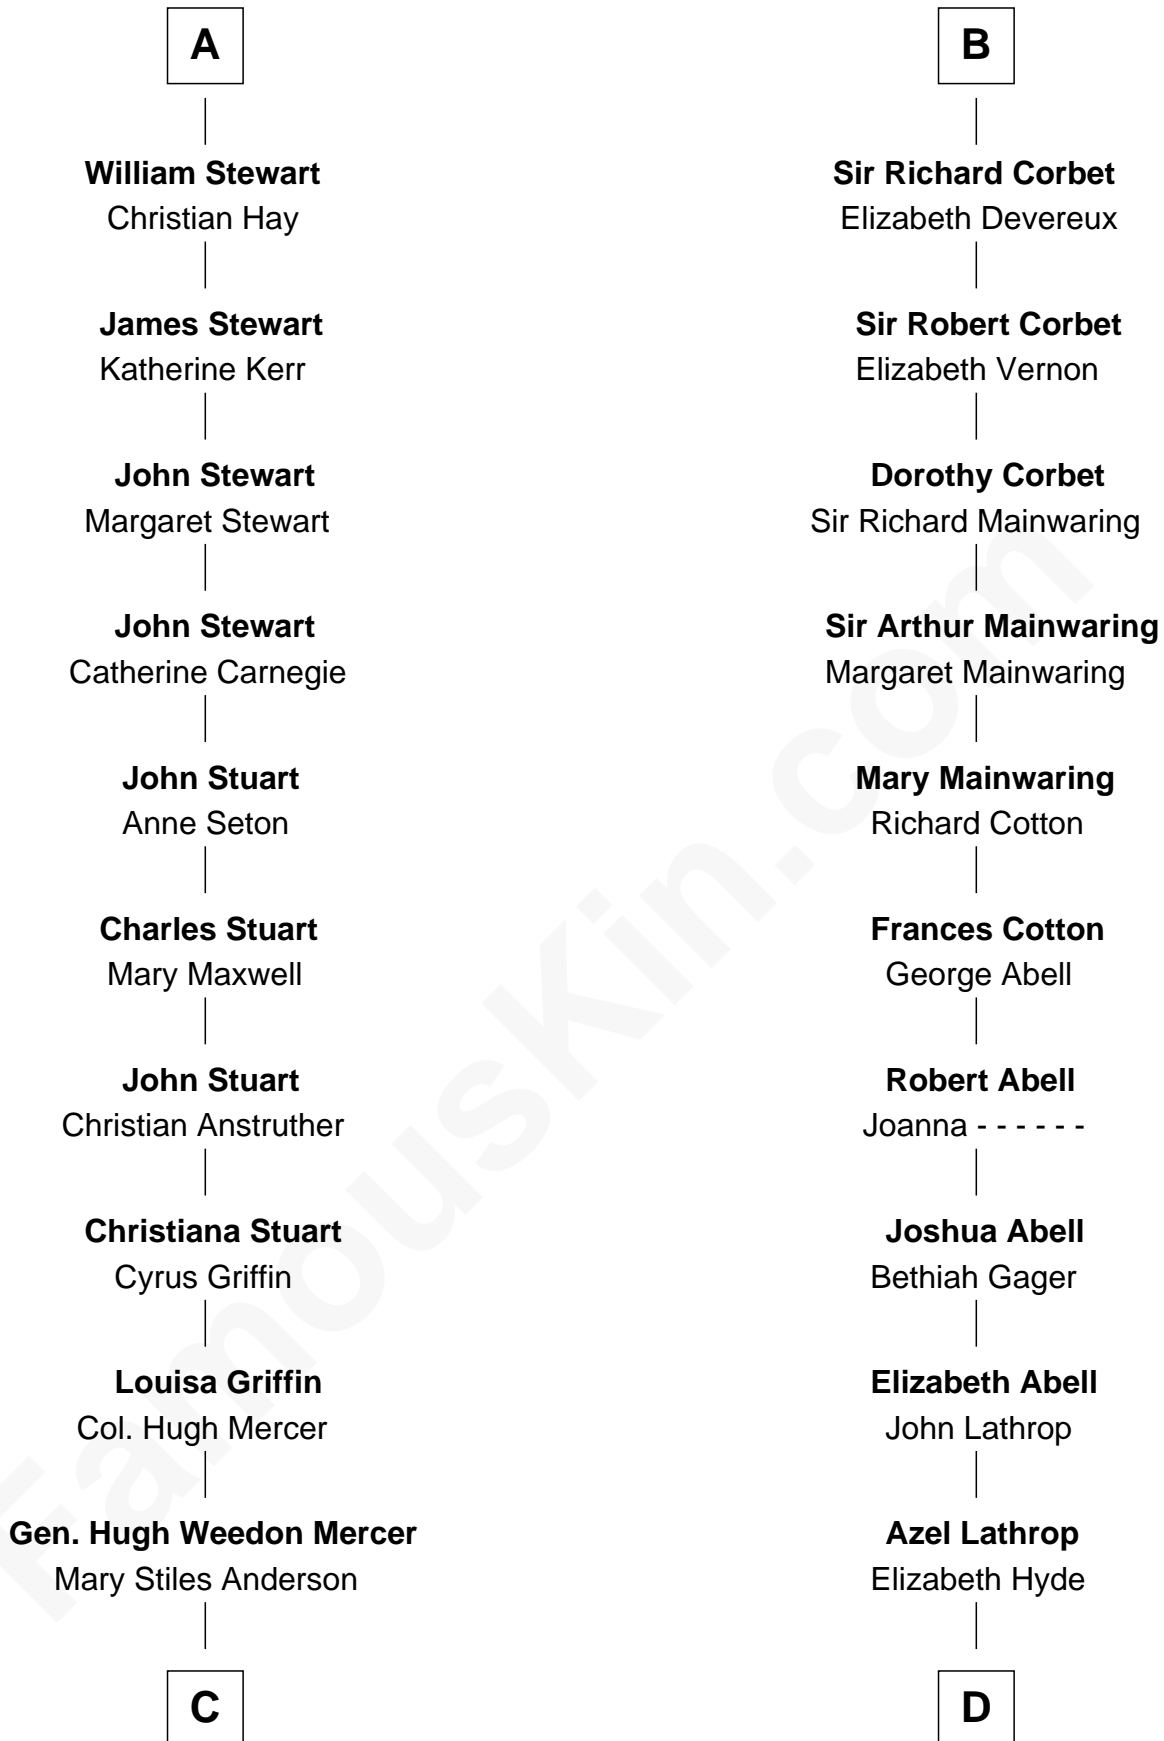 A
William Stewart
Christian Hay
James Stewart
Katherine Kerr
John Stewart
Margaret Stewart
John Stewart
Catherine Carnegie
John Stuart
Anne Seton
Charles Stuart
Mary Maxwell
John Stuart
Christian Anstruther
Christiana Stuart
Cyrus Griffin
Louisa Griffin
Col. Hugh Mercer
Gen. Hugh Weedon Mercer
Mary Stiles Anderson
C
B
Sir Richard Corbet
Elizabeth Devereux
Sir Robert Corbet
Elizabeth Vernon
Dorothy Corbet
Sir Richard Mainwaring
Sir Arthur Mainwaring
Margaret Mainwaring
Mary Mainwaring
Richard Cotton
Frances Cotton
George Abell
Robert Abell
Joanna - - - - - -
Joshua Abell
Bethiah Gager
Elizabeth Abell
John Lathrop
Azel Lathrop
Elizabeth Hyde
D
FamousKin.com